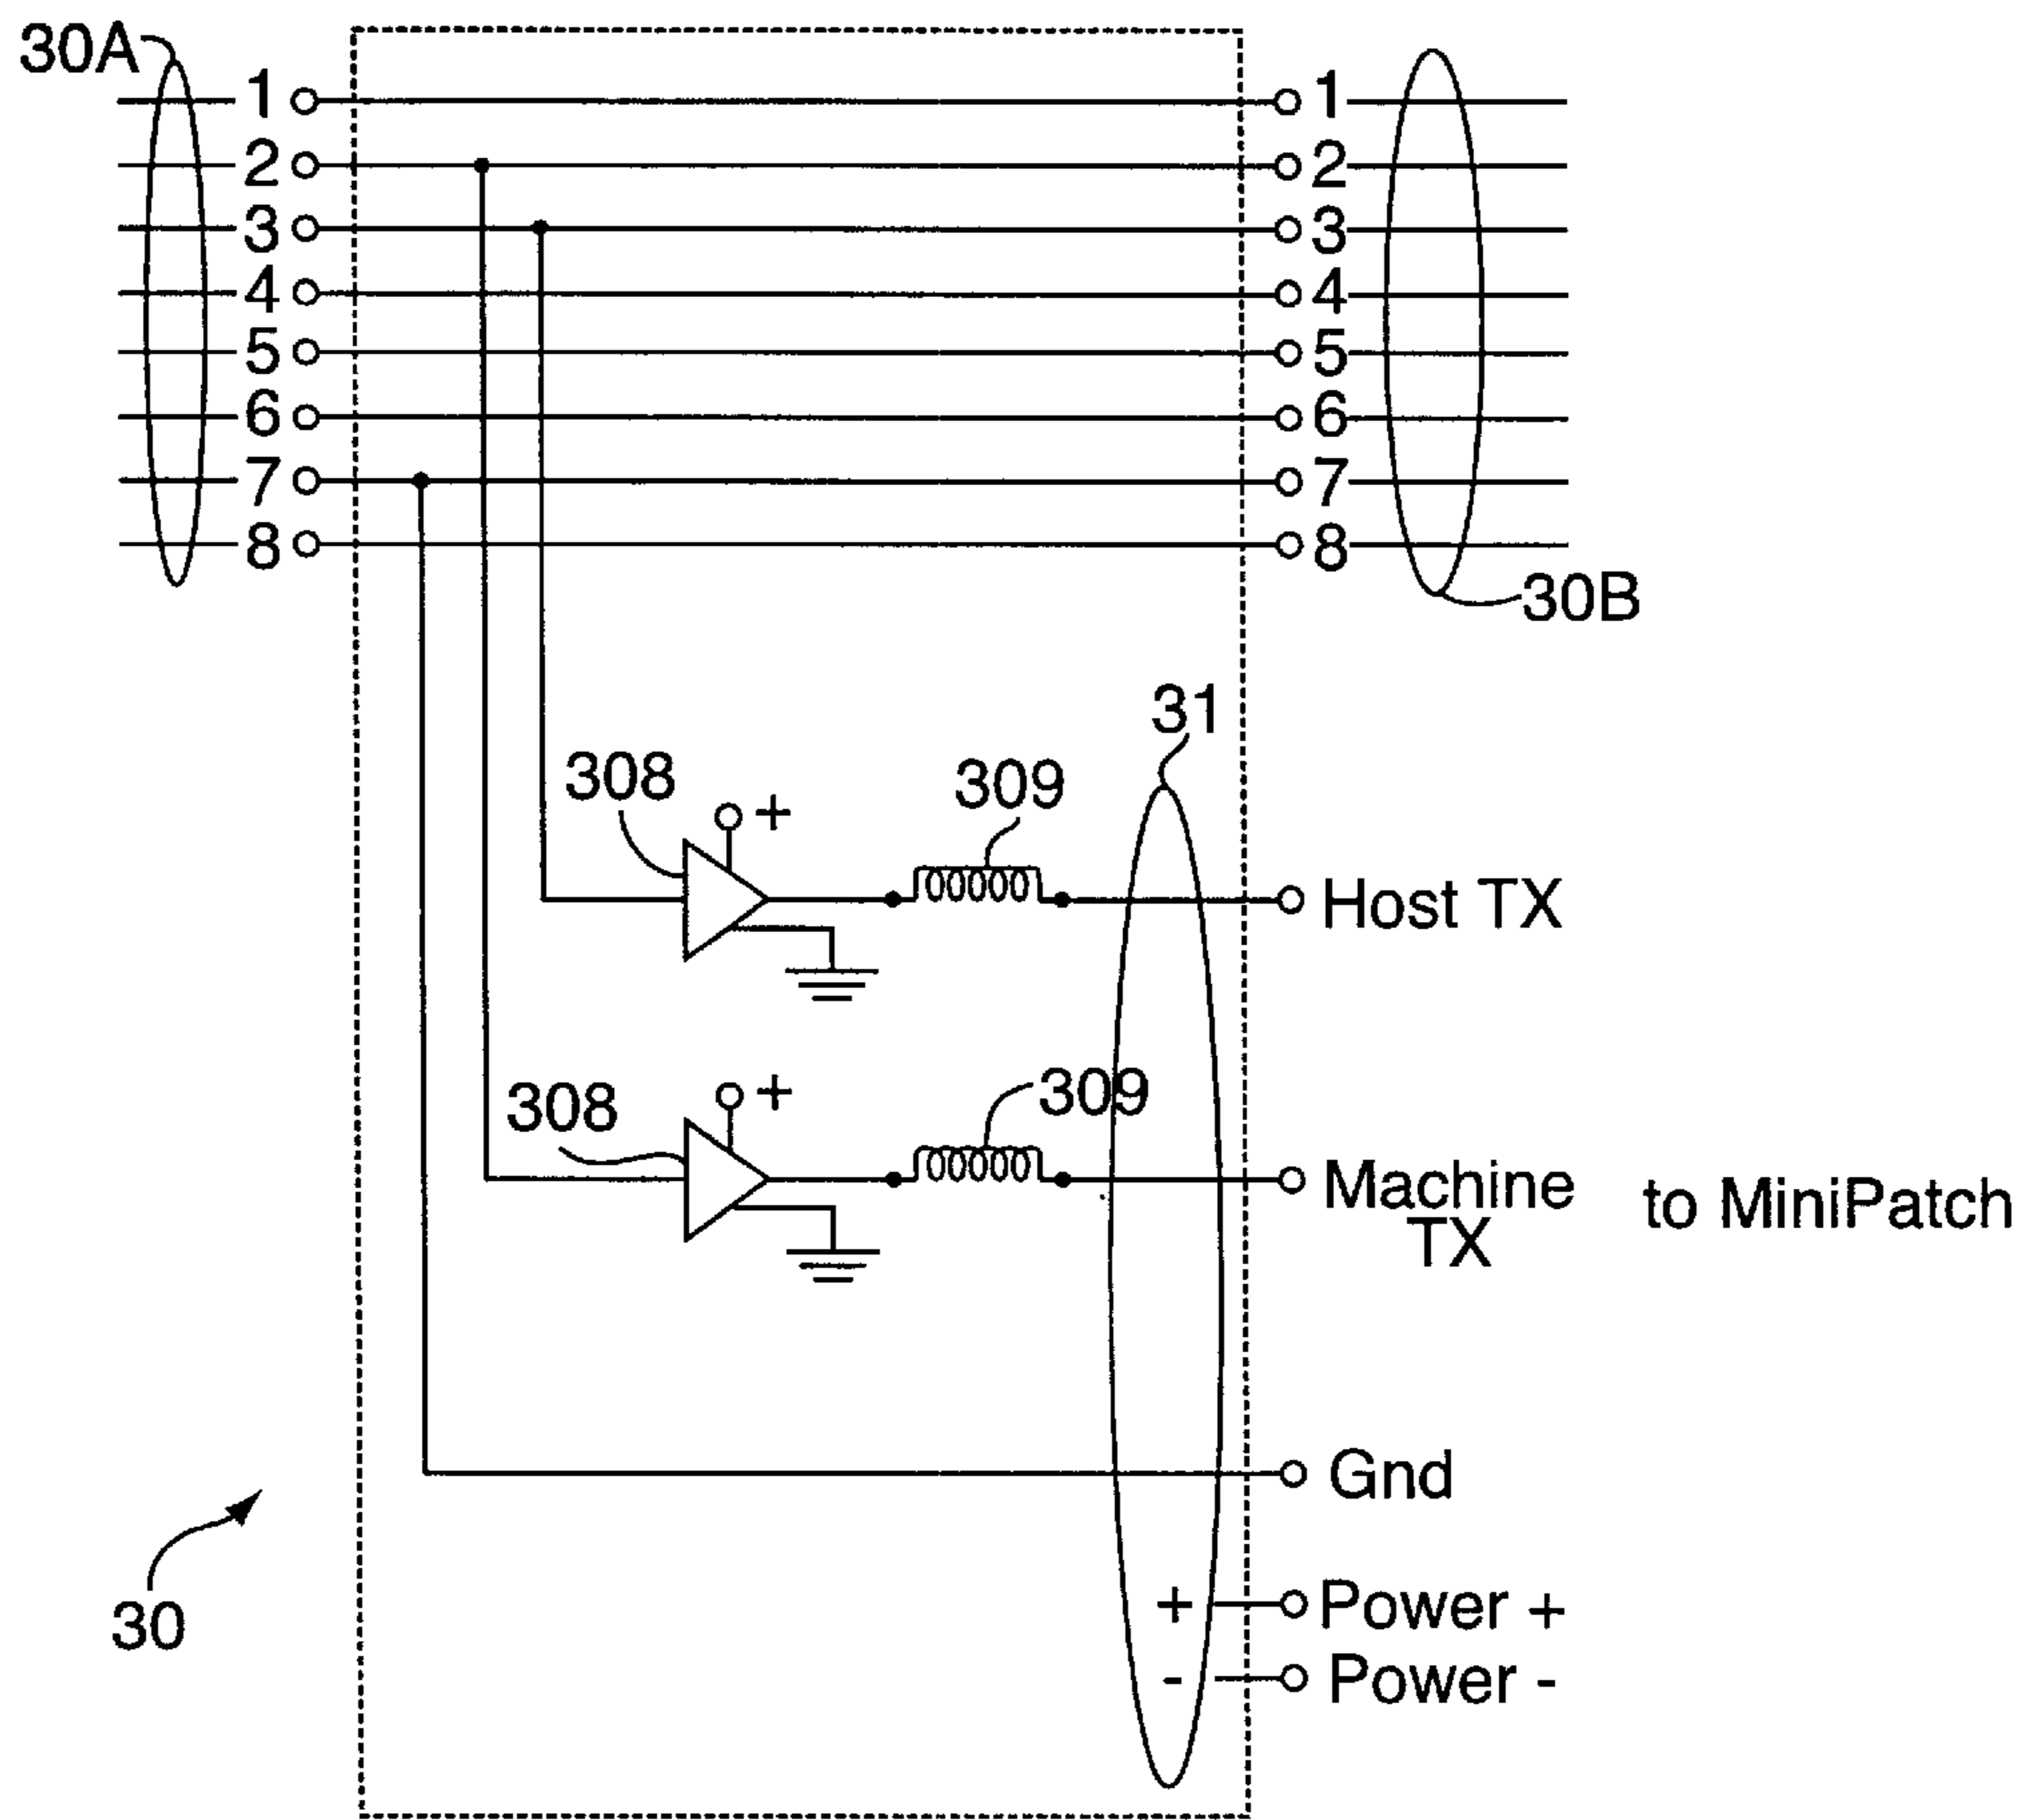 30A
1 1
2 2
3 3
4 4
5 5
6 6
7 7
8 8
30B
31
308 309
+
Host TX
308 + 309
Machine
TX
to MiniPatch
Gnd
30
+ Power +
- Power -